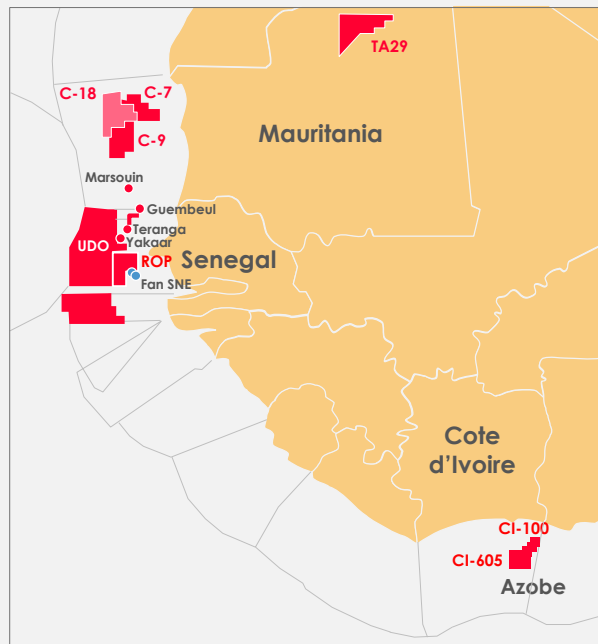 TA29
C-18
C-7
Mauritania
C-9
Marsouin
Guembeul
Teranga
Yakaar
UDO
ROP
Senegal
Fan SNE
Cote
d'Ivoire
CI-100
CI-605
Azobe